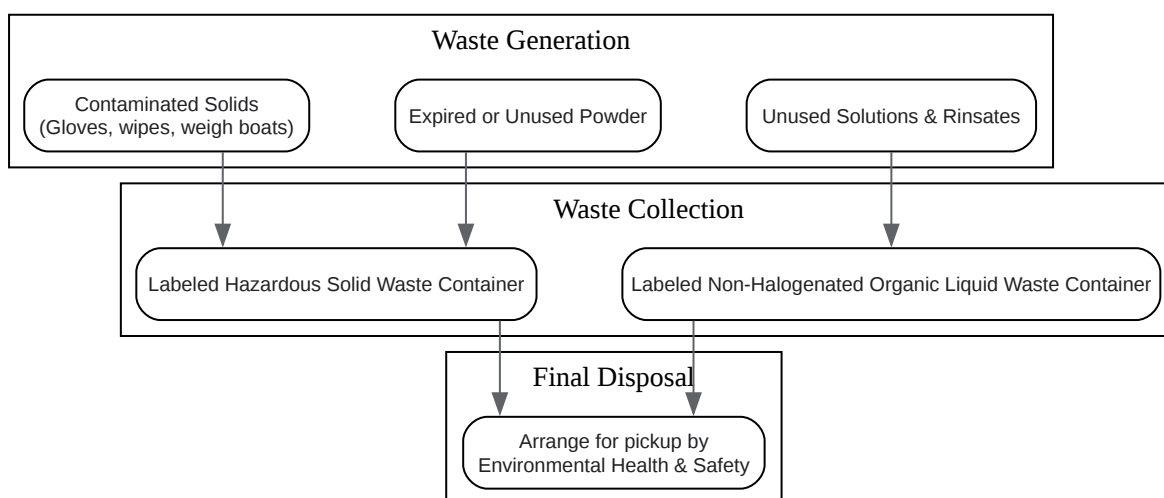 Waste Generation
Contaminated Solids
(Gloves, wipes, weigh boats)
Expired or Unused Powder
Unused Solutions & Rinsates
Waste Collection
Labeled Hazardous Solid Waste Container
Labeled Non-Halogenated Organic Liquid Waste Container
Final Disposal
Arrange for pickup by
Environmental Health & Safety